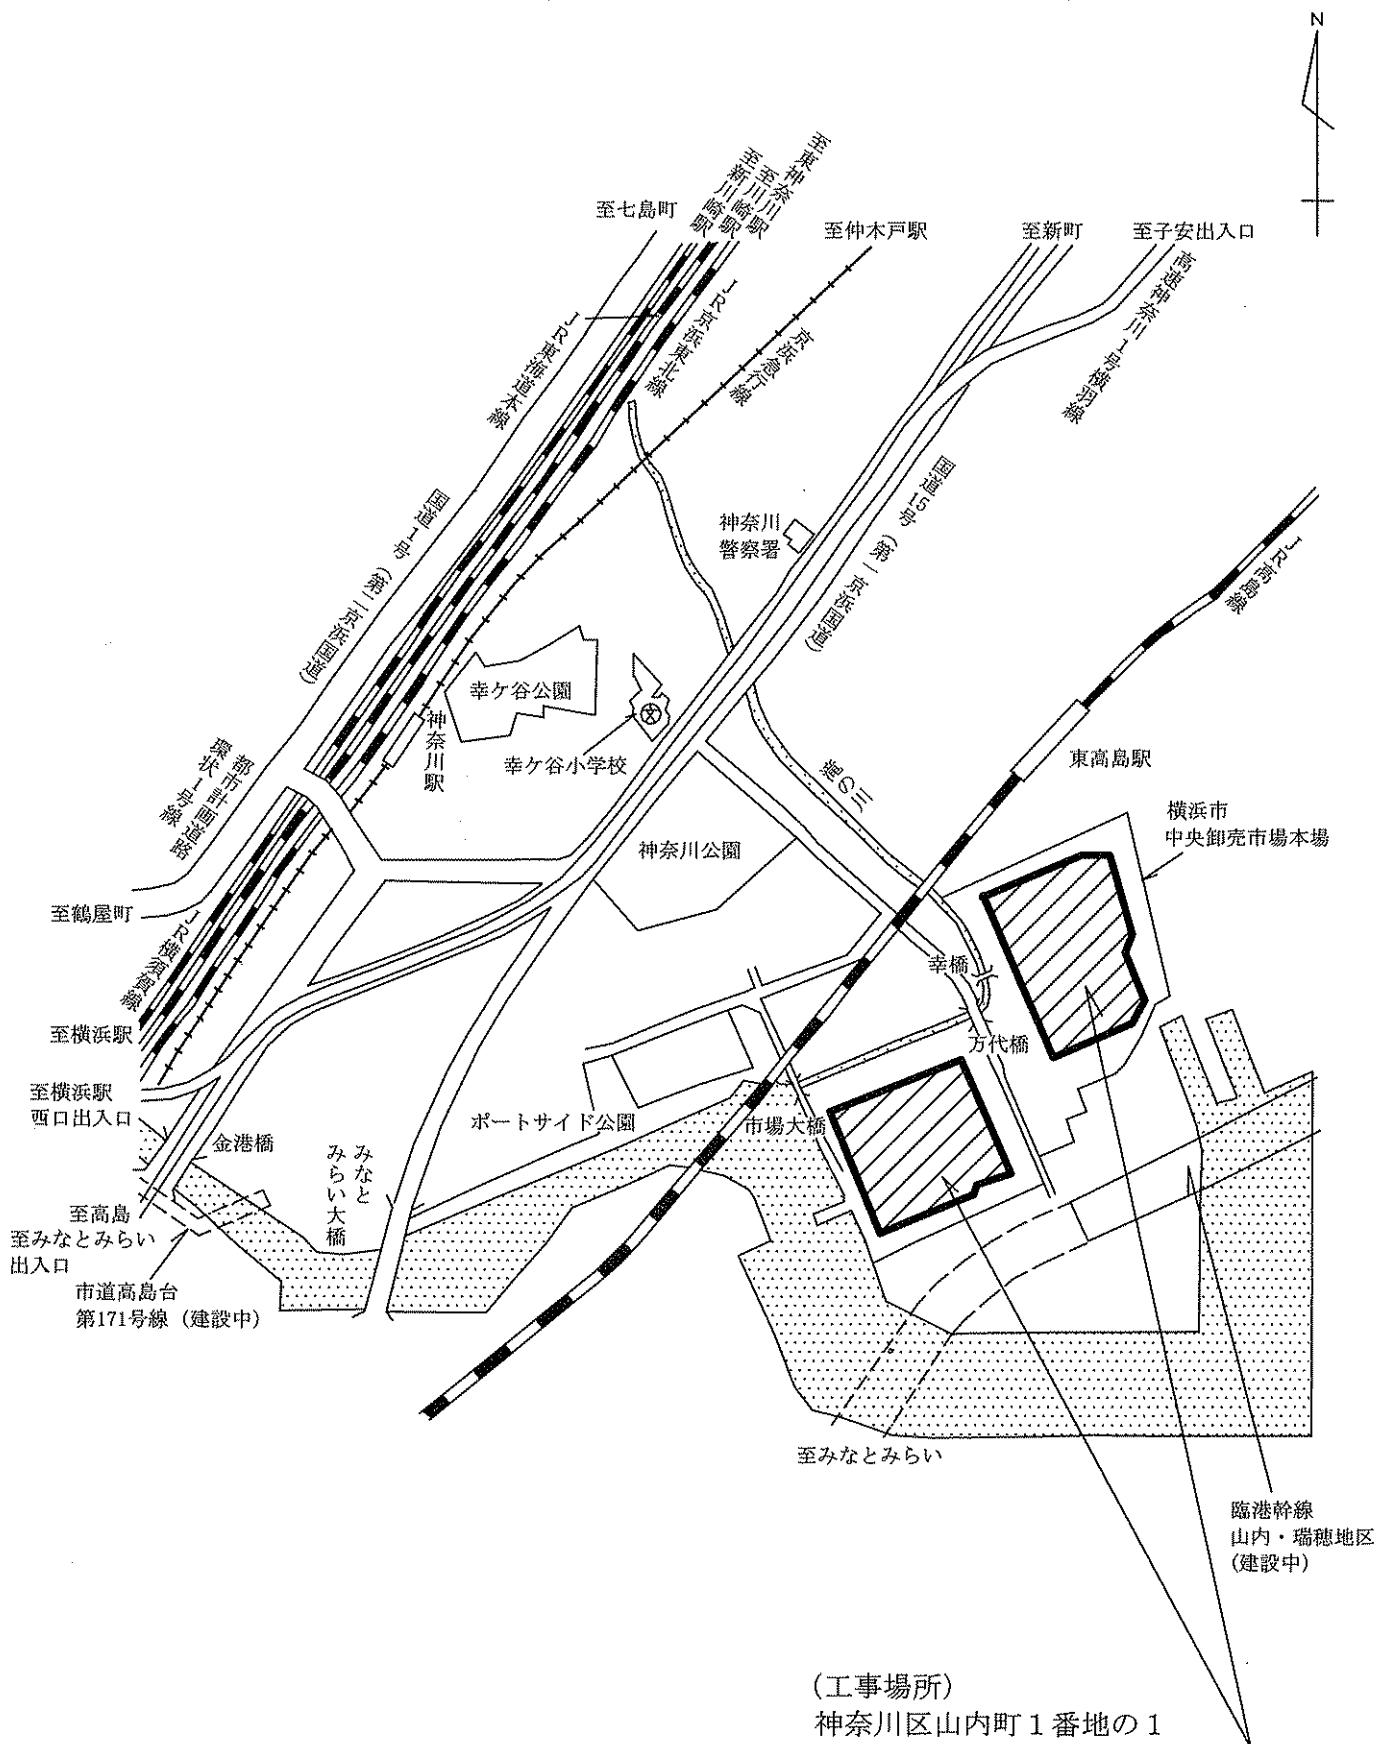 N
至東神奈川駅
至川崎駅
至新川崎駅
至七島町
至仲木戸駅
至新町
至子安出入口
高速神奈川1号横羽線
JR京浜東北線
JR東海道本線
京浜急行線
国道1号(第二京浜国道)
国道15号(第一京浜国道)
神奈川
警察署
JR高島線
幸ケ谷公園
神奈川駅
幸ケ谷小学校
文
東高島駅
滝の川
都市計画道路
環状1号線
横浜市
中央卸売市場本場
神奈川公園
至鶴屋町
JR横須賀線
幸橋
至横浜駅
万代橋
至横浜駅
西口出入口
ポートサイド公園
市場大橋
金港橋
みなと
みらい大橋
至高島
至みなとみらい
出入口
市道高島台
第171号線(建設中)
至みなとみらい
臨港幹線
山内・瑞穂地区
(建設中)
(工事場所)
神奈川区山内町1番地の1